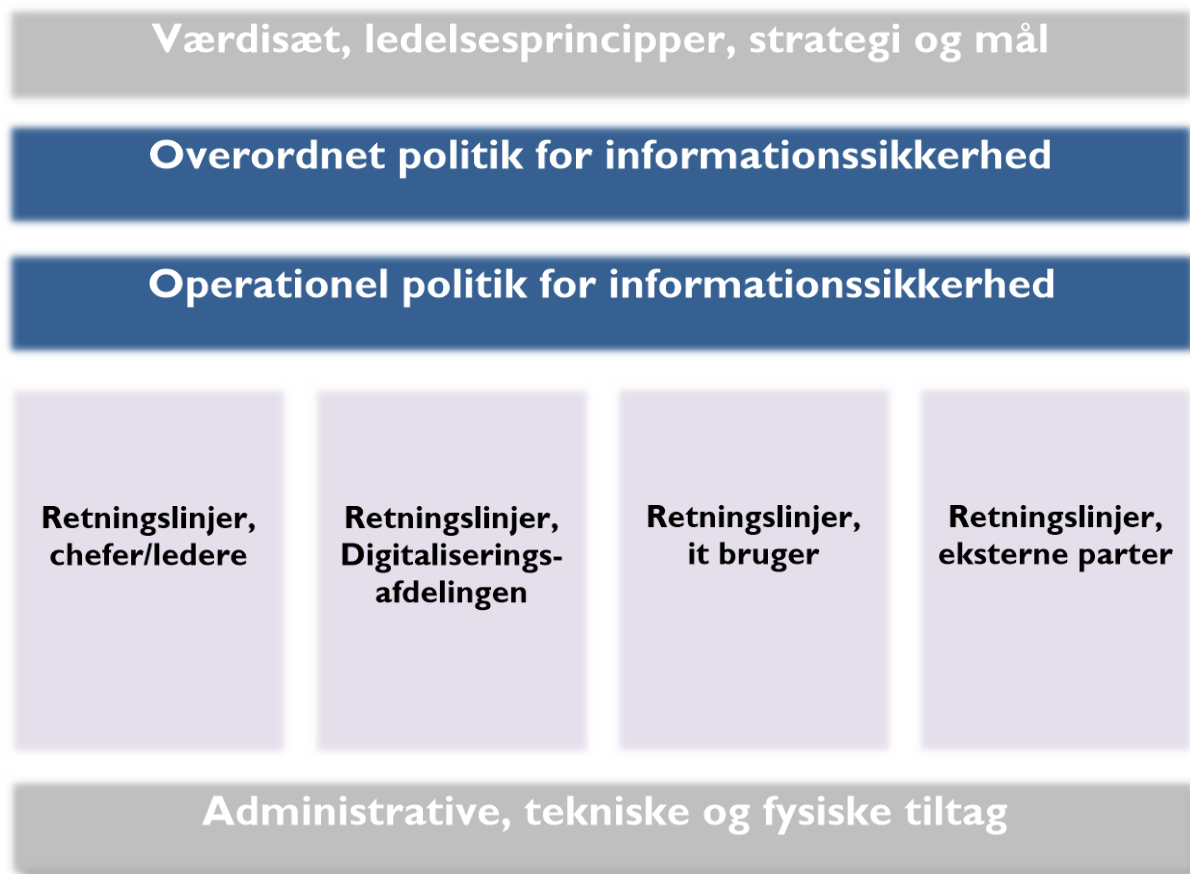 Værdisæt, ledelsesprincipper, strategi og mål
Overordnet politik for informationssikkerhed
Operationel politik for informationssikkerhed
Retningslinjer,
chefer/ledere
Retningslinjer,
Digitaliserings-
afdelingen
Retningslinjer,
it bruger
Retningslinjer,
eksterne parter
Administrative, tekniske og fysiske tiltag